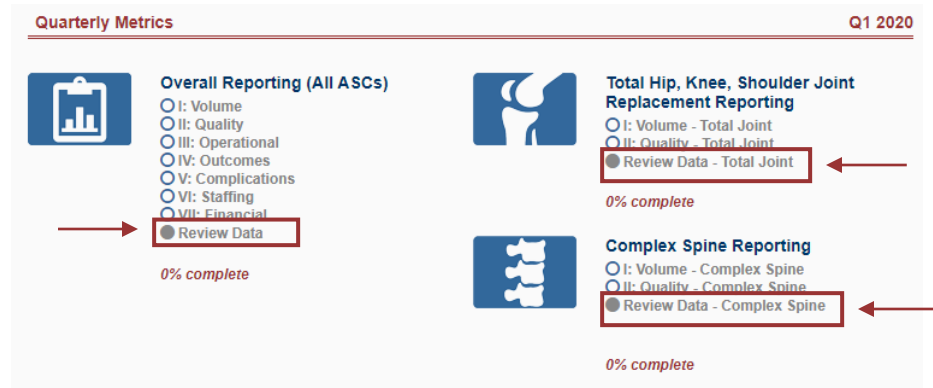 Quarterly Metrics
Q1 2020
Overall Reporting (All ASCs)
I: Volume
II: Quality
III: Operational
IV: Outcomes
V: Complications
VI: Staffing
VII: Financial
Review Data
0% complete
Total Hip, Knee, Shoulder Joint
Replacement Reporting
I: Volume - Total Joint
II: Quality - Total Joint
Review Data - Total Joint
0% complete
Complex Spine Reporting
I: Volume - Complex Spine
II: Quality - Complex Spine
Review Data - Complex Spine
0% complete